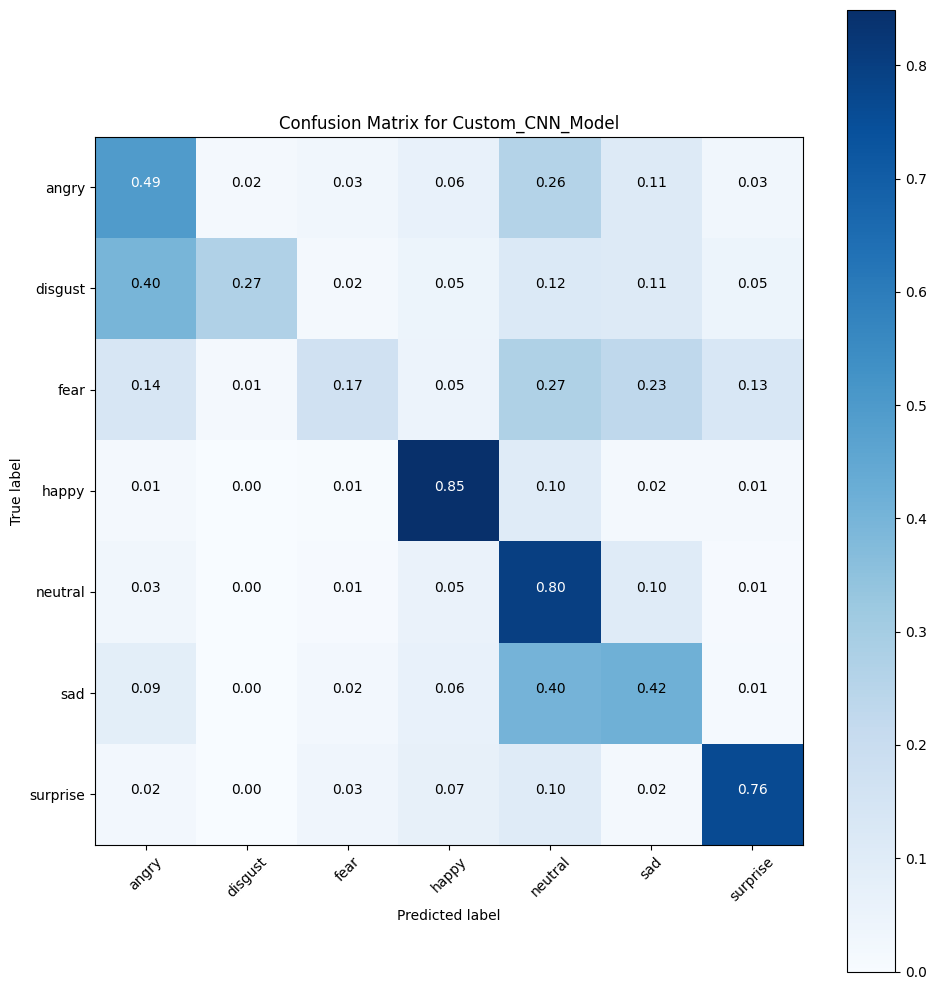 Confusion Matrix for Custom_CNN_Model
True label
angry 0.49 0.02 0.03 0.06 0.26 0.11 0.03
disgust 0.40 0.27 0.02 0.05 0.12 0.11 0.05
fear 0.14 0.01 0.17 0.05 0.27 0.23 0.13
happy 0.01 0.00 0.01 0.85 0.10 0.02 0.01
neutral 0.03 0.00 0.01 0.05 0.80 0.10 0.01
sad 0.09 0.00 0.02 0.06 0.40 0.42 0.01
surprise 0.02 0.00 0.03 0.07 0.10 0.02 0.76
angry disgust fear happy neutral sad surprise
Predicted label
0.8
0.7
0.6
0.5
0.4
0.3
0.2
0.1
0.0